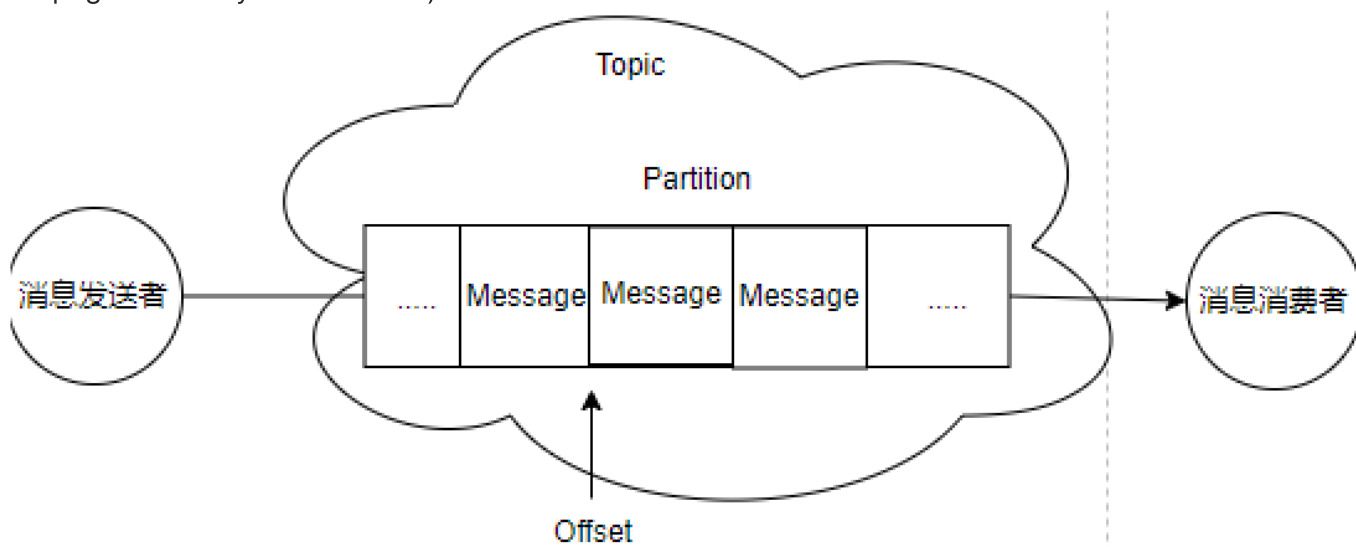 Topic
Partition
消息发送者
.....
Message
Message
Message
.....
消息消费者
Offset